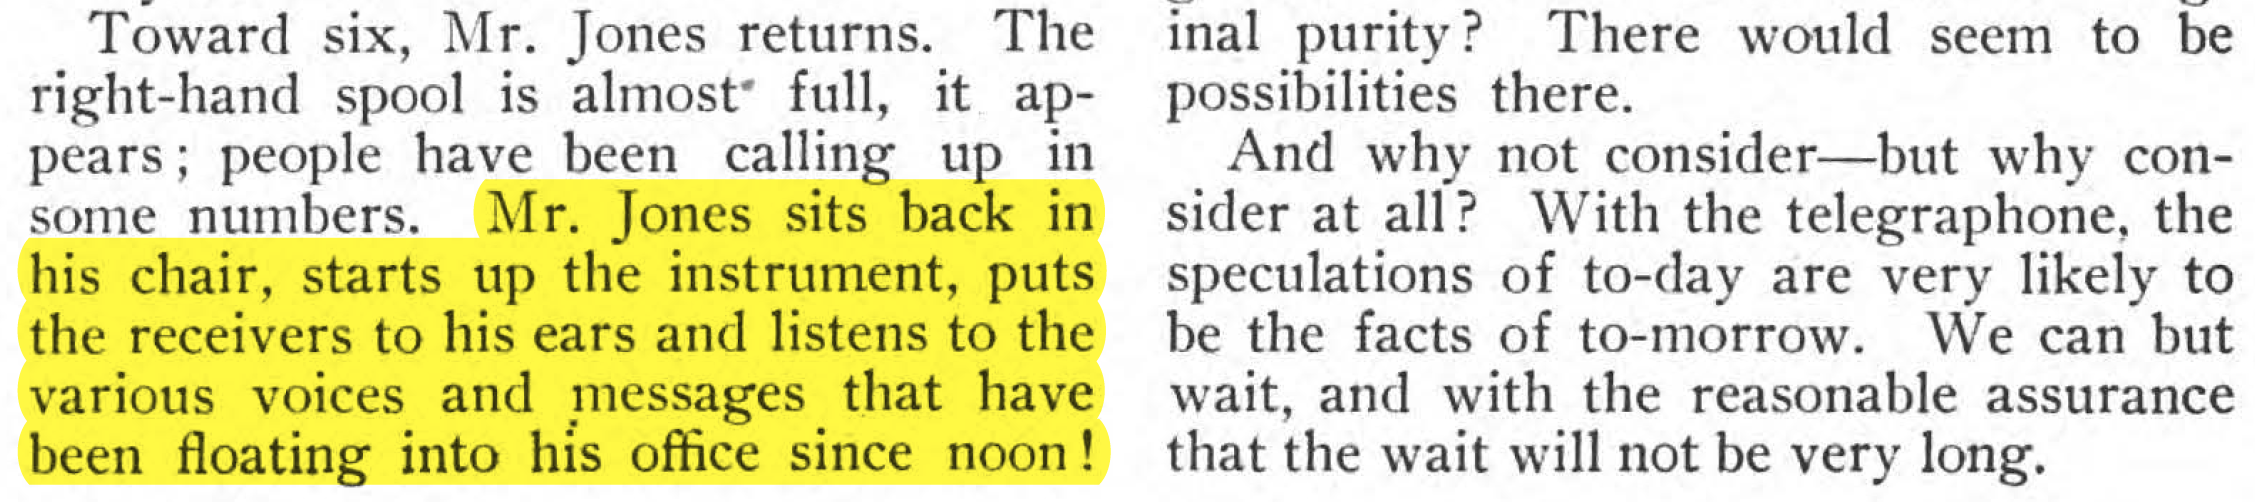 Toward six, Mr. Jones returns. The
right-hand spool is almost full, it ap-
pears; people have been calling up in
some numbers. Mr. Jones sits back in
his chair, starts up the instrument, puts
the receivers to his ears and listens to the
various voices and messages that have
been floating into his office since noon!
inal purity? There would seem to be
possibilities there.
And why not consider—but why con-
sider at all? With the telegraphone, the
speculations of to-day are very likely to
be the facts of to-morrow. We can but
wait, and with the reasonable assurance
that the wait will not be very long.